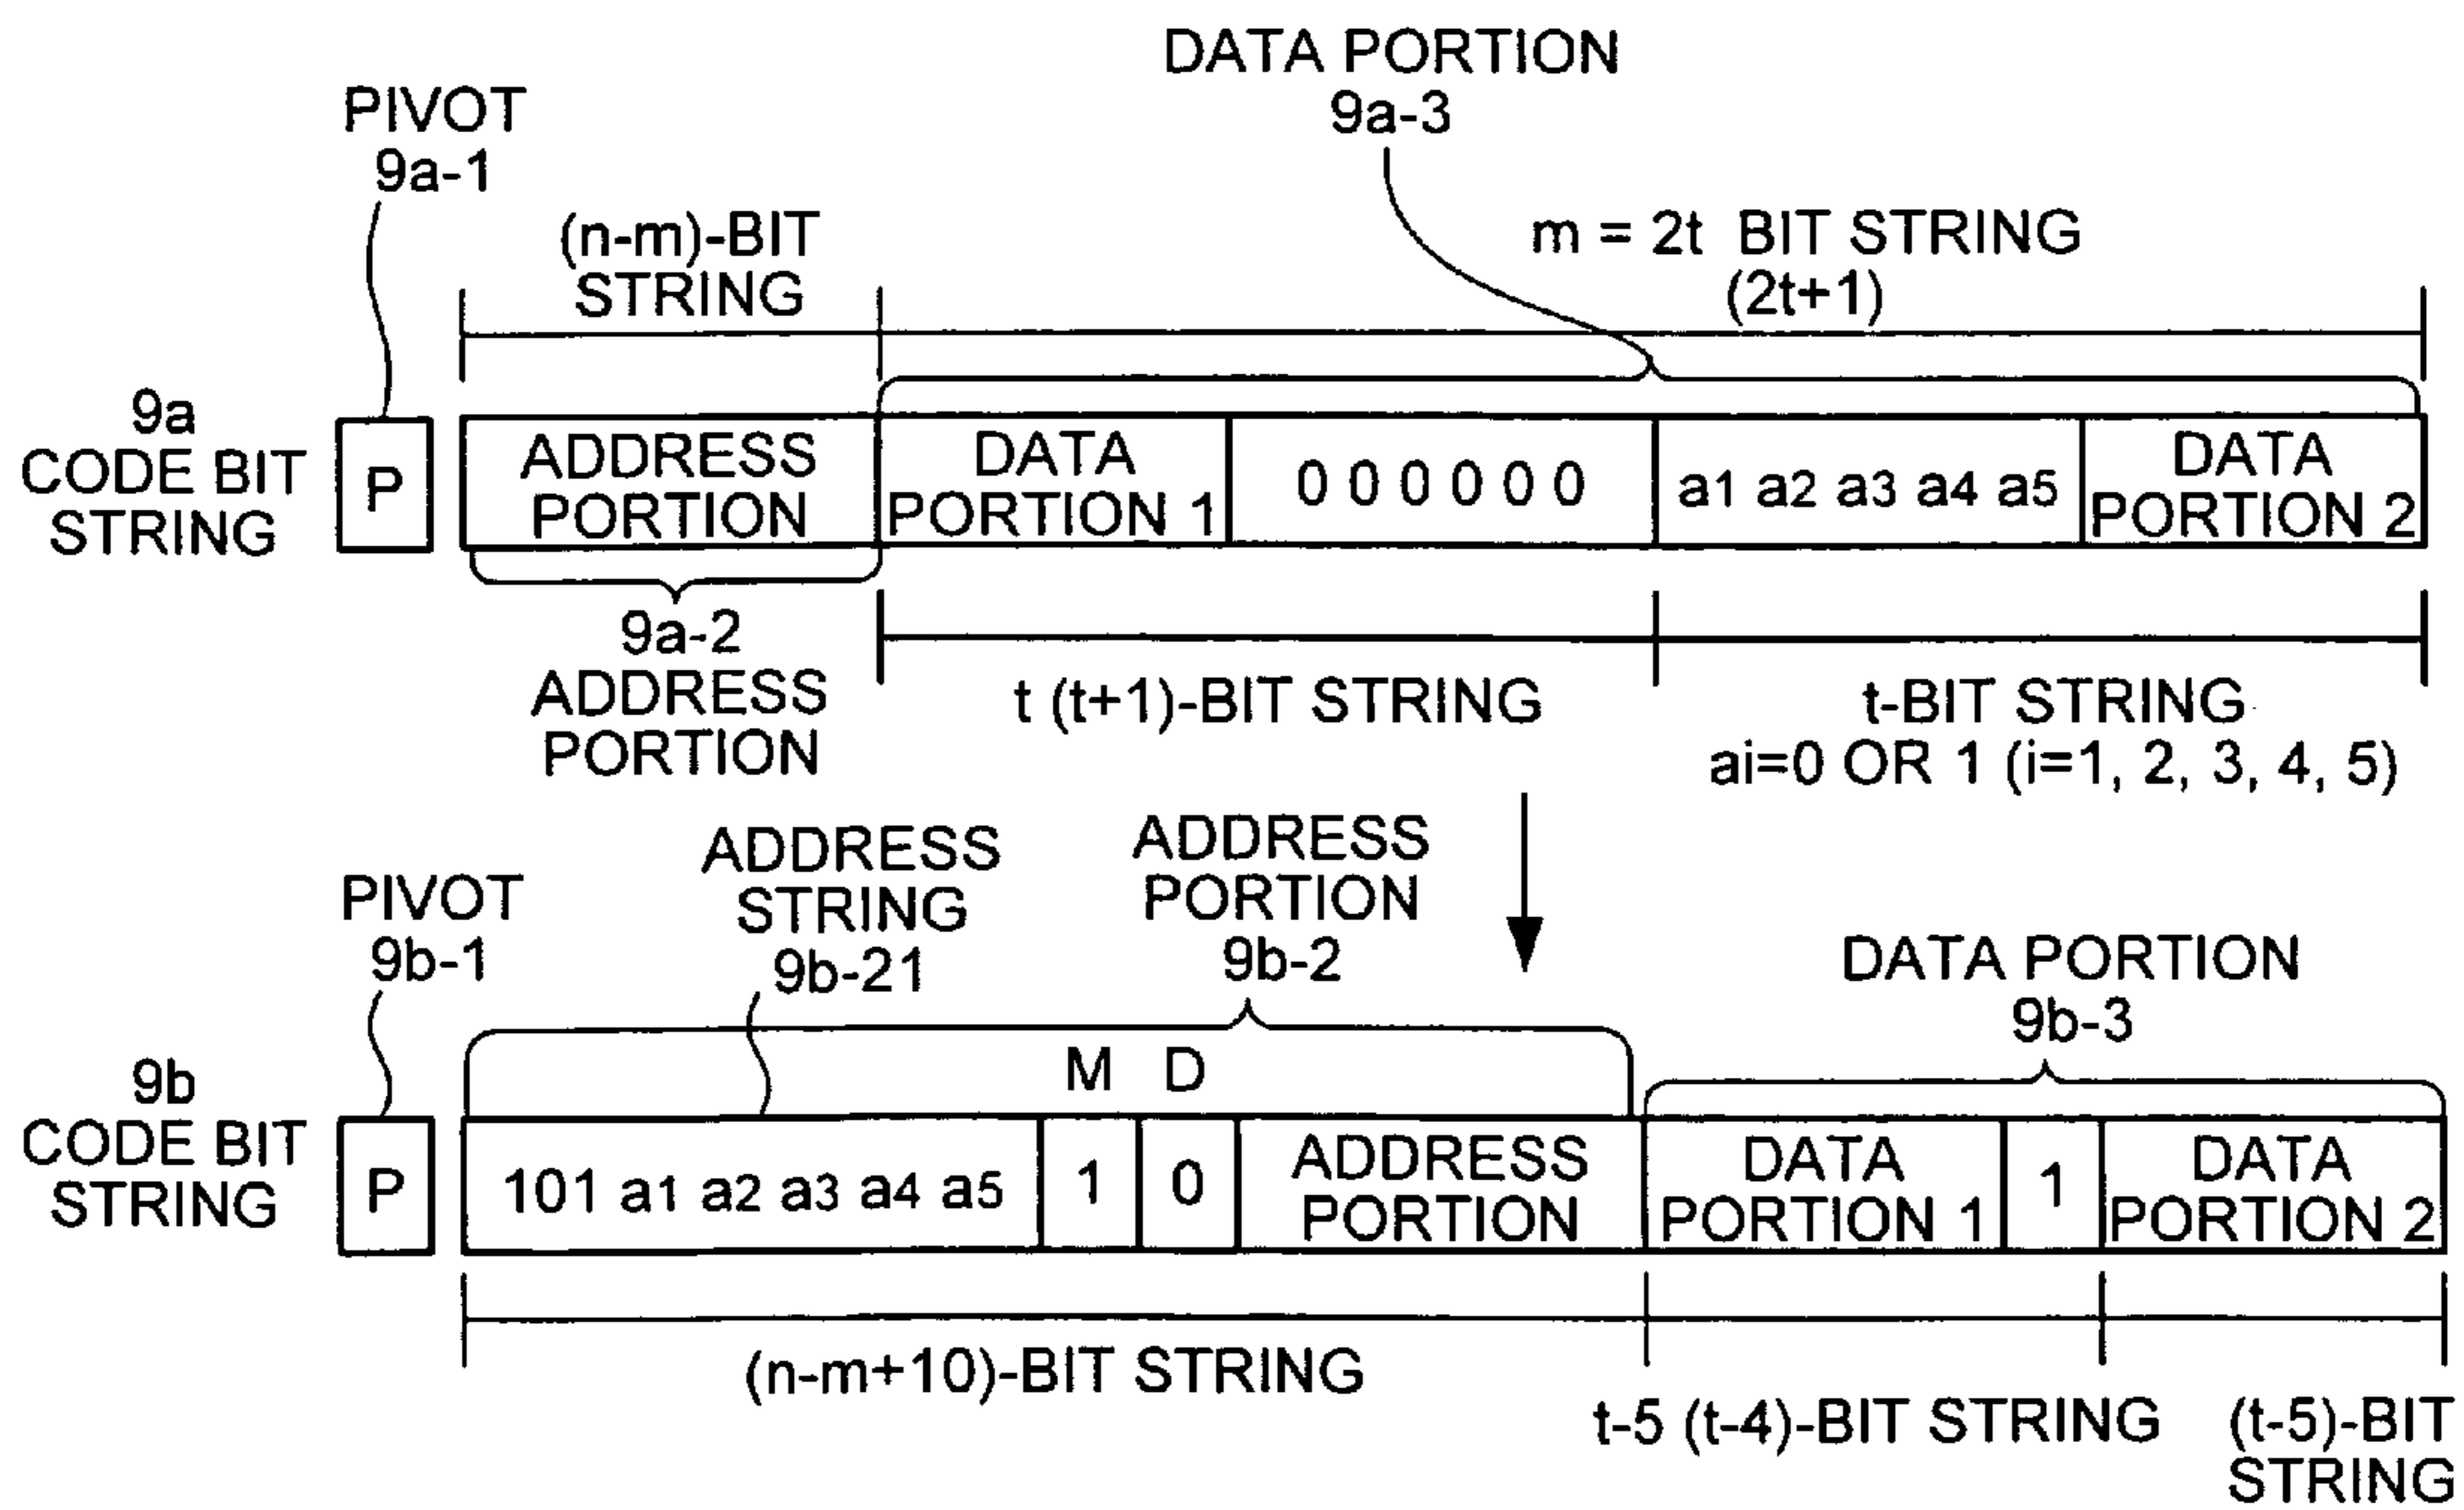 DATA PORTION
9a-3
PIVOT
9a-1
(n-m)-BIT
STRING
m = 2t BIT STRING
(2t+1)
9a
CODE BIT
STRING
P
ADDRESS
PORTION
DATA
PORTION 1
0 0 0 0 0 0
a1 a2 a3 a4 a5
DATA
PORTION 2
9a-2
ADDRESS
PORTION
t (t+1)-BIT STRING
t-BIT STRING
ai=0 OR 1 (i=1, 2, 3, 4, 5)
PIVOT
9b-1
ADDRESS
STRING
9b-21
ADDRESS
PORTION
9b-2
DATA PORTION
9b-3
M D
9b
CODE BIT
STRING
P
101 a1 a2 a3 a4 a5
1
0
ADDRESS
PORTION
DATA
PORTION 1
1
DATA
PORTION 2
(n-m+10)-BIT STRING
t-5 (t-4)-BIT STRING
(t-5)-BIT
STRING